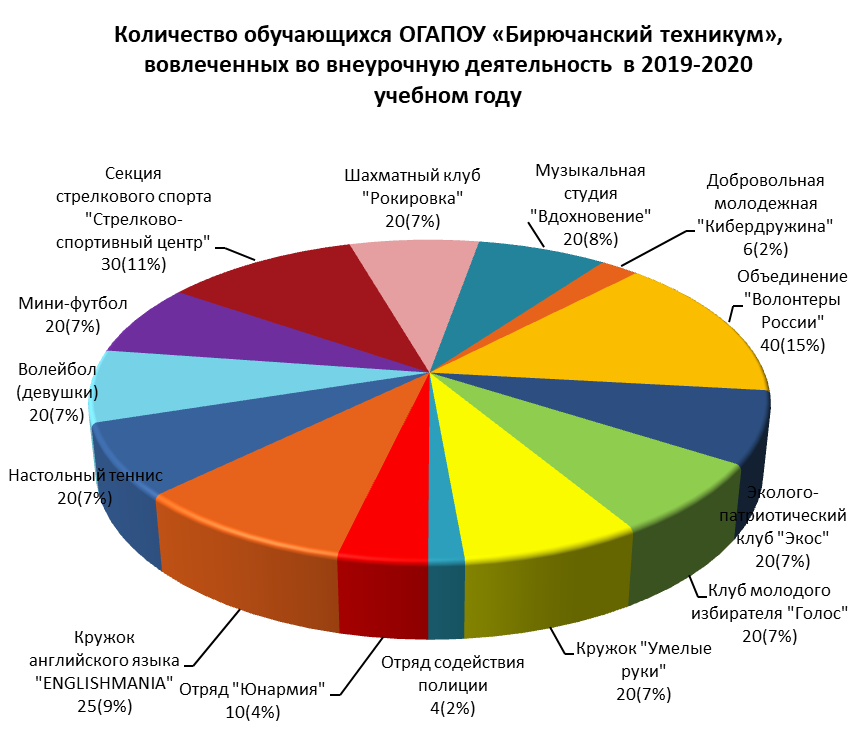 Количество обучающихся ОГАПОУ «Бирючанский техникум»,
вовлеченных во внеурочную деятельность в 2019-2020
учебном году
Секция
стрелкового спорта
"Стрелково-
спортивный центр"
30(11%)
Шахматный клуб
"Рокировка"
20(7%)
Музыкальная
студия
"Вдохновение"
20(8%)
Добровольная
молодежная
"Кибердружина"
6(2%)
Объединение
"Волонтеры
России"
40(15%)
Мини-футбол
20(7%)
Волейбол
(девушки)
20(7%)
Настольный теннис
20(7%)
Эколого-
патриотический
клуб "Экос"
20(7%)
Клуб молодого
избирателя "Голос"
20(7%)
Кружок "Умелые
руки"
20(7%)
Отряд содействия
полиции
4(2%)
Отряд "Юнармия"
10(4%)
Кружок
английского языка
"ENGLISHMANIA"
25(9%)